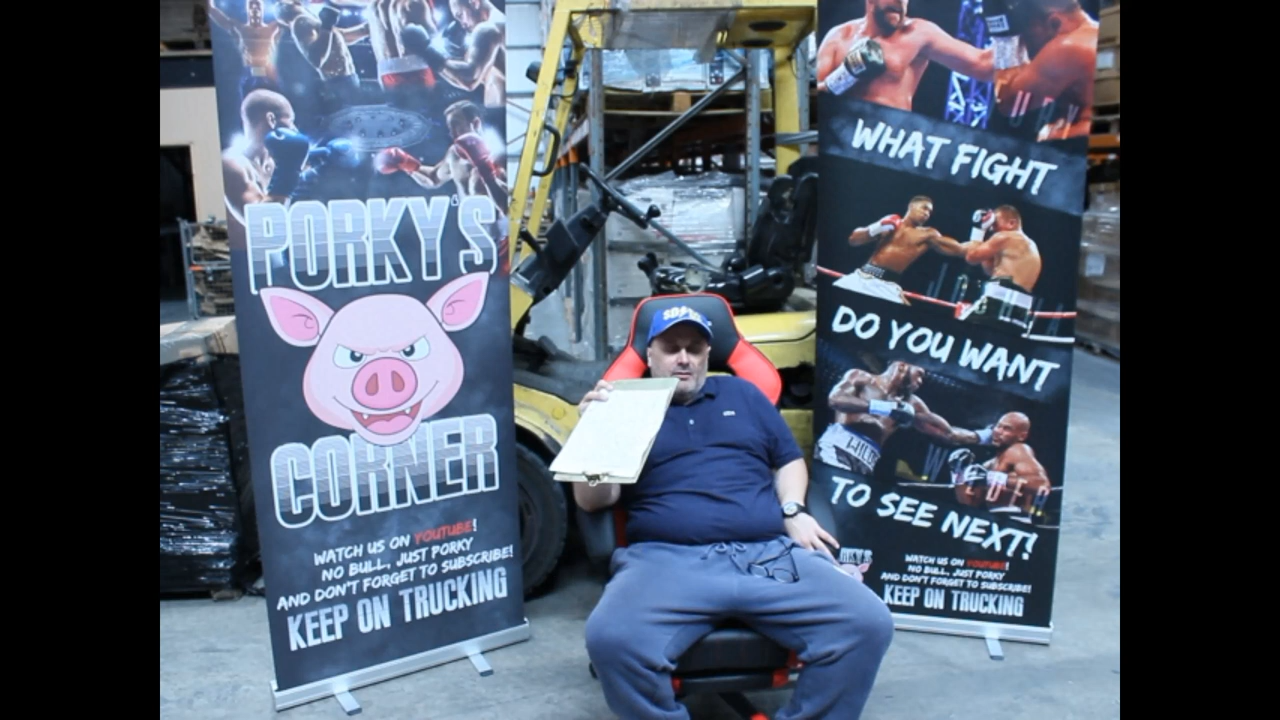 PORKY'S
CORNER
WATCH US ON YOUTUBE!
NO BULL, JUST PORKY
AND DON'T FORGET TO SUBSCRIBE!
KEEP ON TRUCKING
WHAT FIGHT
DO YOU WANT
TO SEE NEXT!
WATCH US ON YOUTUBE!
NO BULL, JUST PORKY
AND DON'T FORGET TO SUBSCRIBE!
KEEP ON TRUCKING